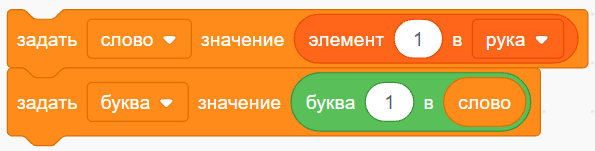 задать слово значение элемент 1 в рука
задать буква значение буква 1 в слово